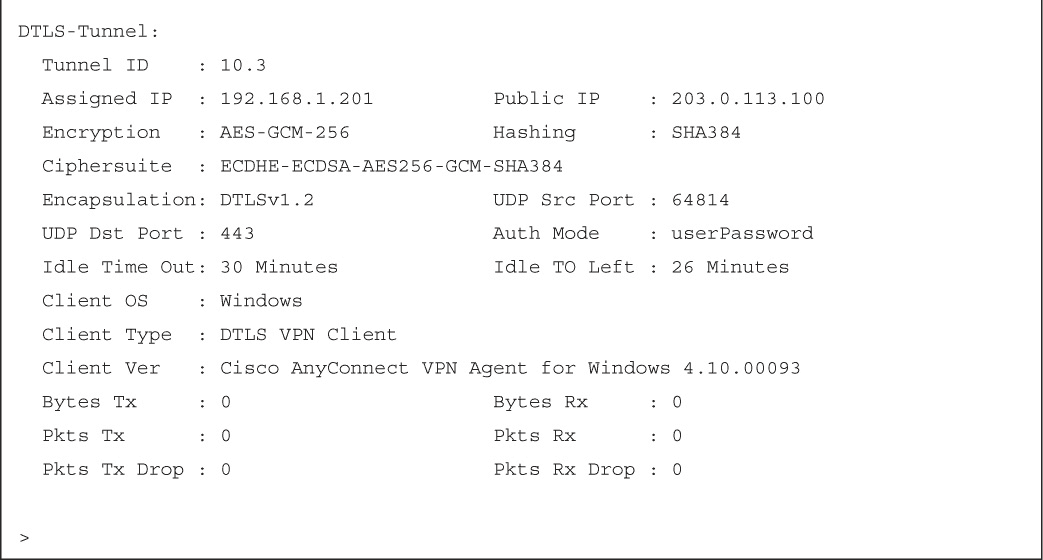 DTLS-Tunnel:
Tunnel ID    : 10.3
Assigned IP  : 192.168.1.201          Public IP    : 203.0.113.100
Encryption   : AES-GCM-256            Hashing      : SHA384
Ciphersuite  : ECDHE-ECDSA-AES256-GCM-SHA384
Encapsulation: DTLSv1.2               UDP Src Port : 64814
UDP Dst Port : 443                    Auth Mode    : userPassword
Idle Time Out: 30 Minutes             Idle TO Left : 26 Minutes
Client OS    : Windows
Client Type  : DTLS VPN Client
Client Ver   : Cisco AnyConnect VPN Agent for Windows 4.10.00093
Bytes Tx     : 0                      Bytes Rx     : 0
Pkts Tx      : 0                      Pkts Rx      : 0
Pkts Tx Drop : 0                      Pkts Rx Drop : 0
>